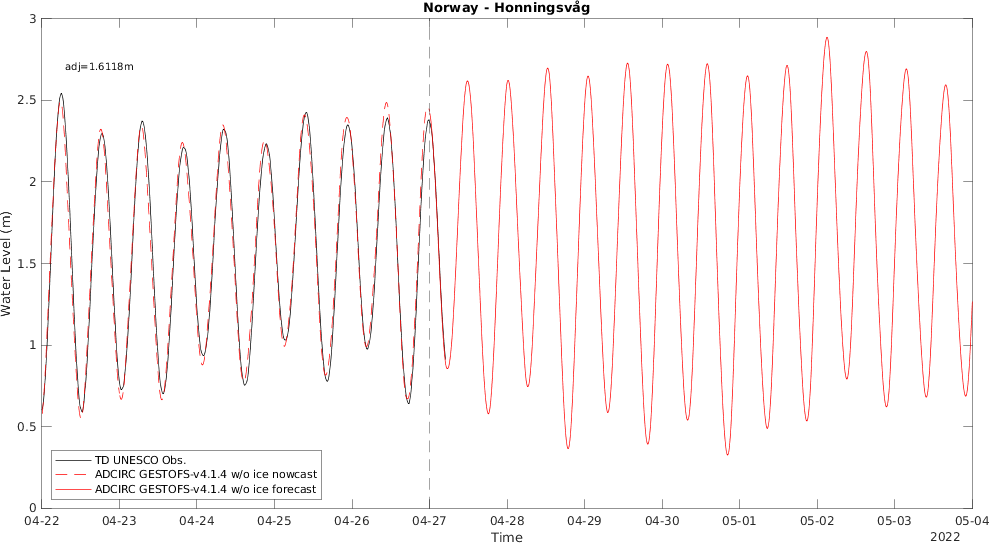 Norway - Honningsvåg
adj=1.6118m
3
2.5
2
1.5
1
0.5
0
Water Level (m)
TD UNESCO Obs.
ADCIRC GESTOFS-v4.1.4 w/o ice nowcast
ADCIRC GESTOFS-v4.1.4 w/o ice forecast
04-22 04-23 04-24 04-25 04-26 04-27 04-28 04-29 04-30 05-01 05-02 05-03 05-04
Time
2022